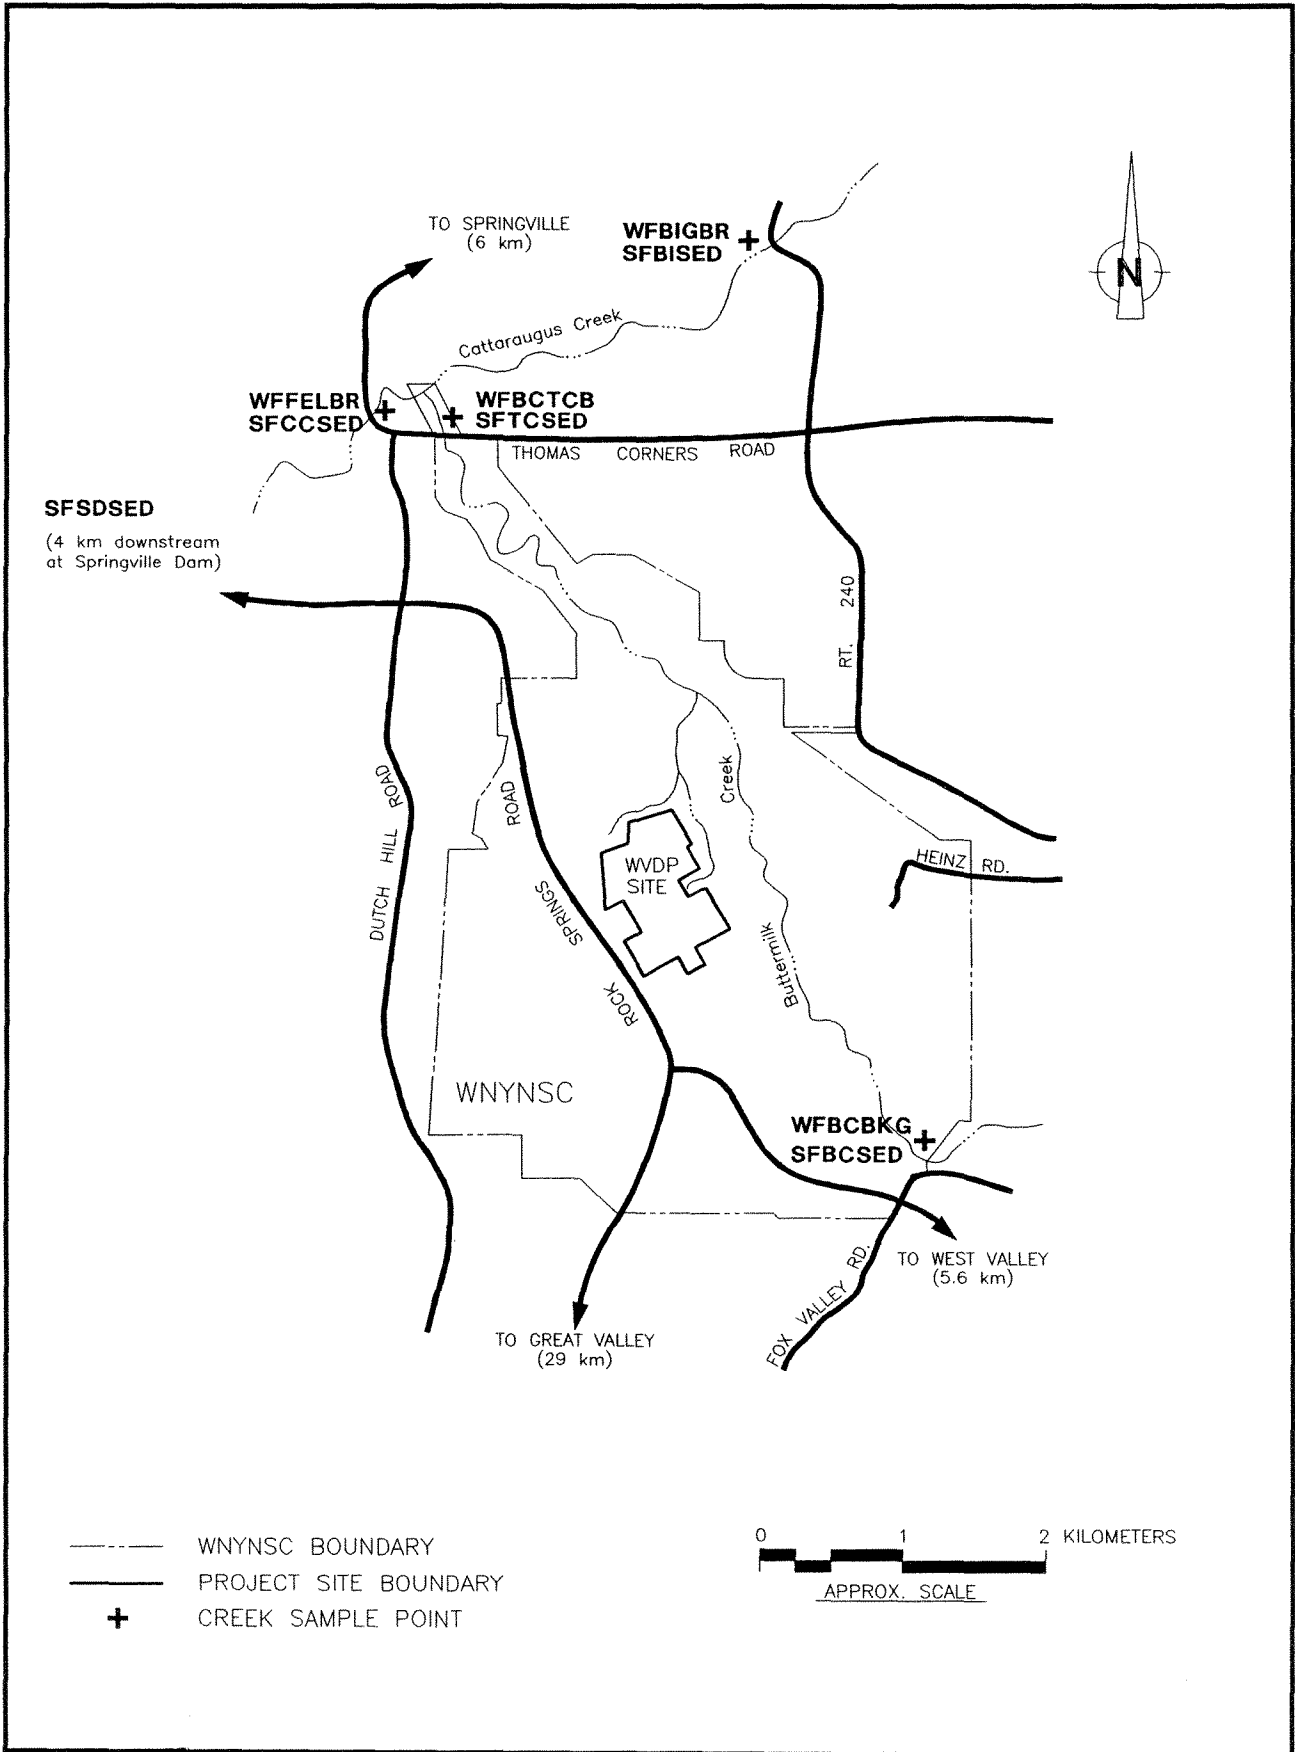 TO SPRINGVILLE
(6 km)
WFBIGBR
SFBISED
N
Cattaraugus Creek
WFFELBR
SFCCSED
WFBCTCB
SFTCSED
THOMAS CORNERS ROAD
SFSDSED
(4 km downstream
at Springville Dam)
RT. 240
DUTCH HILL ROAD
ROCK SPRINGS ROAD
WVDP
SITE
Buttermilk Creek
HEINZ RD.
WNYNSC
WFBCBKG
SFBCSED
TO WEST VALLEY
(5.6 km)
FOX VALLEY RD.
TO GREAT VALLEY
(29 km)
WNYNSC BOUNDARY
PROJECT SITE BOUNDARY
CREEK SAMPLE POINT
0 1 2 KILOMETERS
APPROX. SCALE